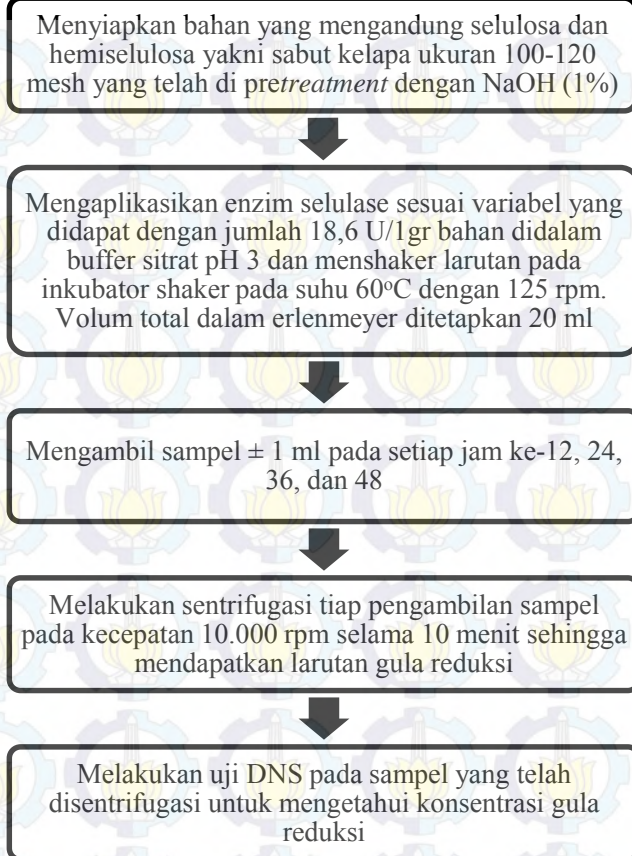 Menyiapkan bahan yang mengandung selulosa dan
hemiselulosa yakni sabut kelapa ukuran 100-120
mesh yang telah di pretreatment dengan NaOH (1%)
Mengaplikasikan enzim selulase sesuai variabel yang
didapat dengan jumlah 18,6 U/1gr bahan didalam
buffer sitrat pH 3 dan menshaker larutan pada
inkubator shaker pada suhu 60°C dengan 125 rpm.
Volum total dalam erlenmeyer ditetapkan 20 ml
Mengambil sampel ± 1 ml pada setiap jam ke-12, 24,
36, dan 48
Melakukan sentrifugasi tiap pengambilan sampel
pada kecepatan 10.000 rpm selama 10 menit sehingga
mendapatkan larutan gula reduksi
Melakukan uji DNS pada sampel yang telah
disentrifugasi untuk mengetahui konsentrasi gula
reduksi